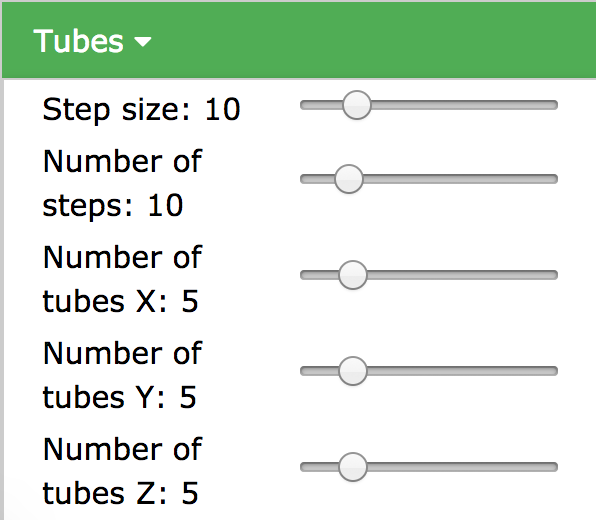 Tubes
Step size: 10
Number of
steps: 10
Number of
tubes X: 5
Number of
tubes Y: 5
Number of
tubes Z: 5